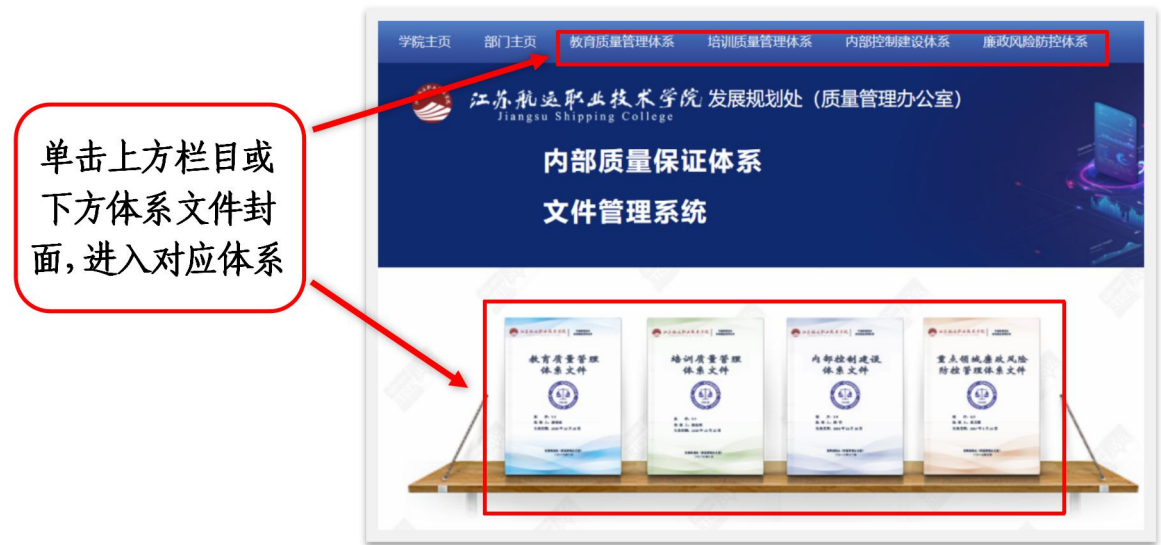 学院主页 部门主页 教育质量管理体系 培训质量管理体系 内部控制建设体系 廉政风险防控体系
江苏航运职业技术学院 发展规划处（质量管理办公室）
Jiangsu Shipping College
内部质量保证体系
文件管理系统
单击上方栏目或
下方体系文件封
面,进入对应体系
教育质量管理
体系文件
培训质量管理
体系文件
内部控制建设
体系文件
重点领域廉政风险
防控管理体系文件